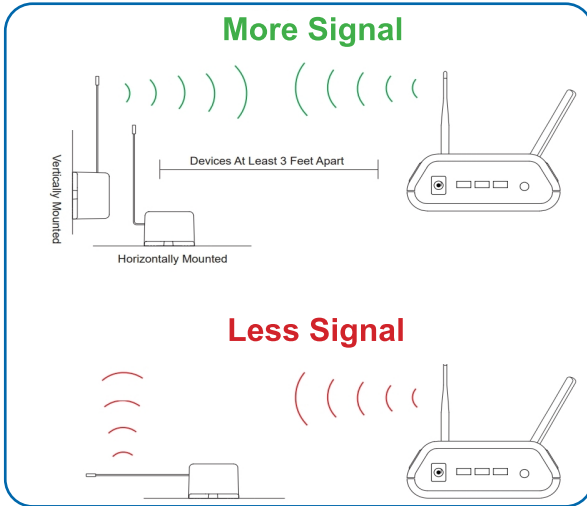 More Signal
Devices At Least 3 Feet Apart
Vertically Mounted
Horizontally Mounted
Less Signal